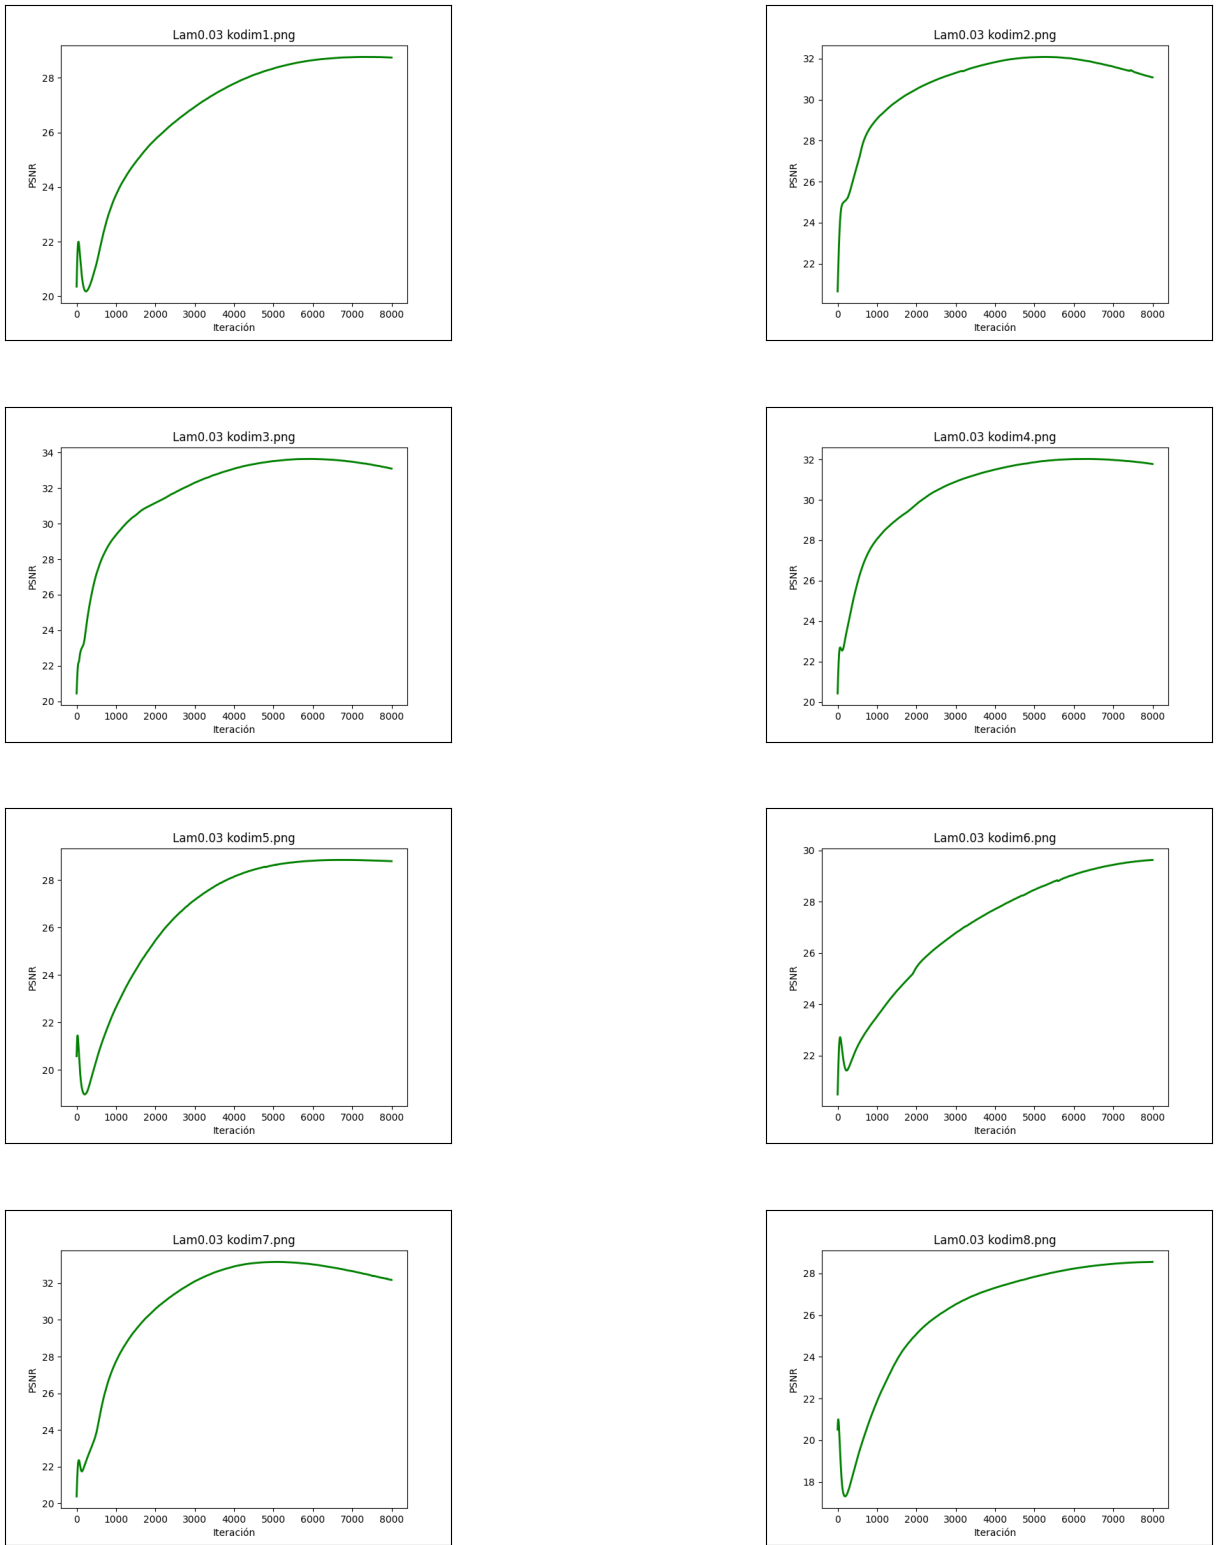 Lam0.03 kodim1.png
28
26
24
22
20
PSNR
0 1000 2000 3000 4000 5000 6000 7000 8000
Iteración
Lam0.03 kodim2.png
32
30
28
26
24
22
PSNR
0 1000 2000 3000 4000 5000 6000 7000 8000
Iteración
Lam0.03 kodim3.png
34
32
30
28
26
24
22
20
PSNR
0 1000 2000 3000 4000 5000 6000 7000 8000
Iteración
Lam0.03 kodim4.png
32
30
28
26
24
22
20
PSNR
0 1000 2000 3000 4000 5000 6000 7000 8000
Iteración
Lam0.03 kodim5.png
28
26
24
22
20
PSNR
0 1000 2000 3000 4000 5000 6000 7000 8000
Iteración
Lam0.03 kodim6.png
30
28
26
24
22
PSNR
0 1000 2000 3000 4000 5000 6000 7000 8000
Iteración
Lam0.03 kodim7.png
32
30
28
26
24
22
20
PSNR
0 1000 2000 3000 4000 5000 6000 7000 8000
Iteración
Lam0.03 kodim8.png
28
26
24
22
20
18
PSNR
0 1000 2000 3000 4000 5000 6000 7000 8000
Iteración